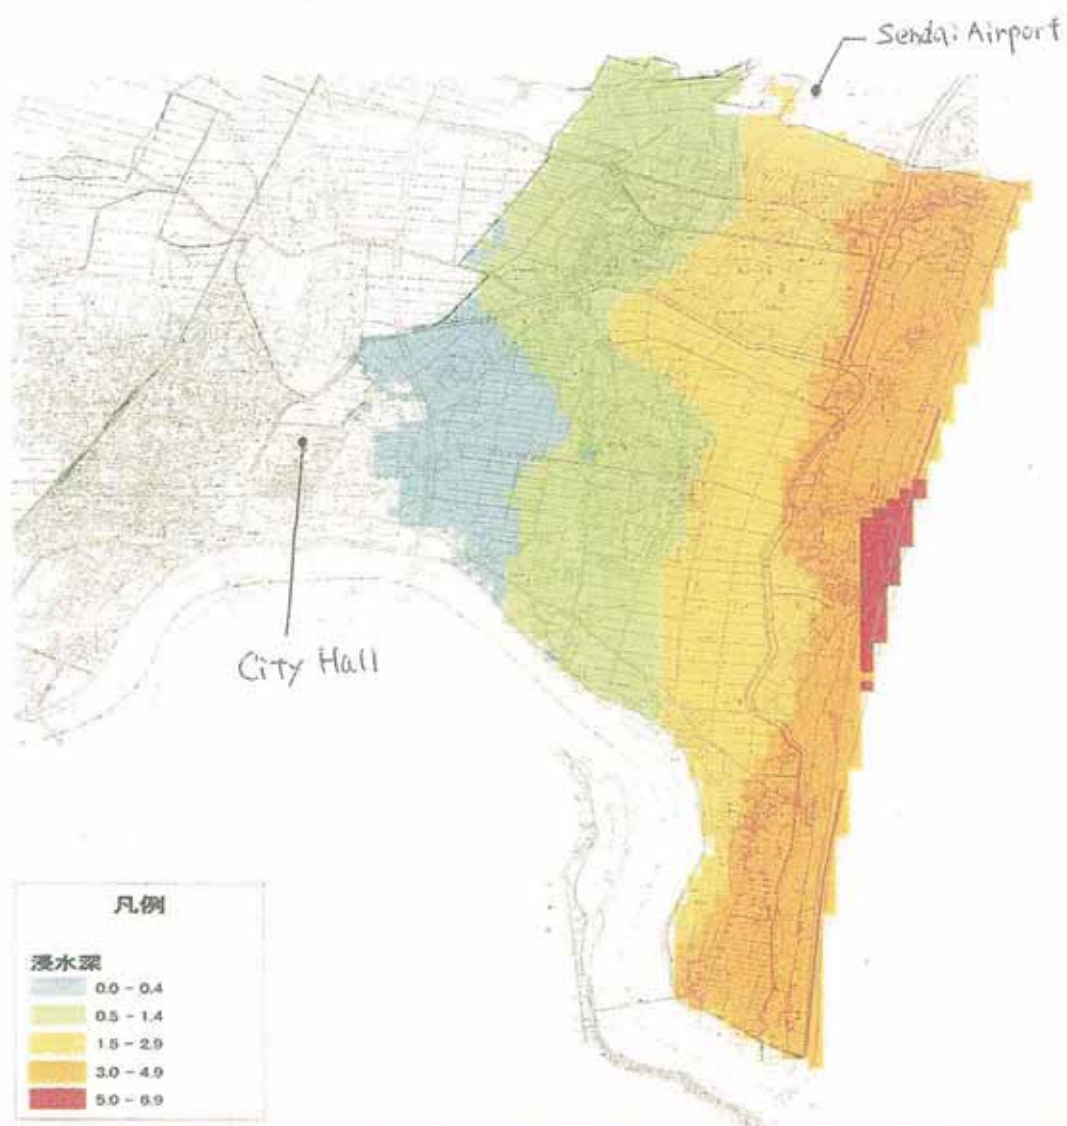 Sendai Airport
City Hall
凡例
浸水深
0.0 - 0.4
0.5 - 1.4
1.5 - 2.9
3.0 - 4.9
5.0 - 6.9